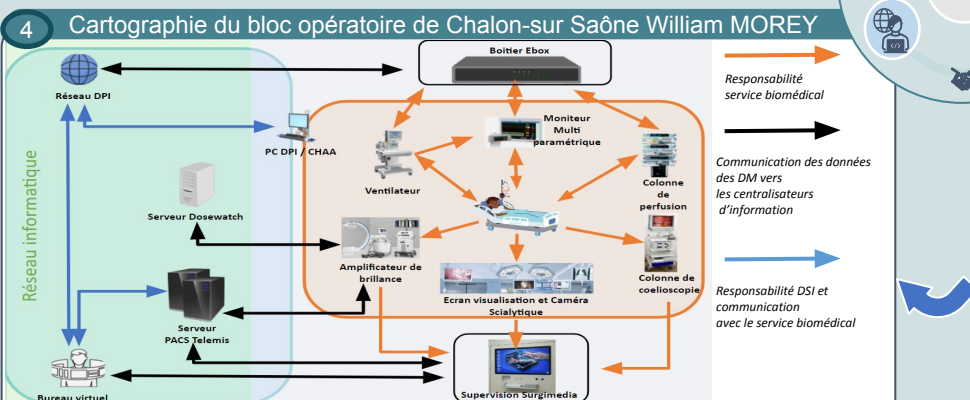 4
Cartographie du bloc opératoire de Chalon-sur Saône William MOREY
Boitier Ebox
Réseau DPI
PC DPI / CHAA
Réseau informatique
Moniteur
Multi
paramétrique
Ventilateur
Colonne
de
perfusion
Serveur Dosewatch
Amplificateur de
brillance
Ecran visualisation et Caméra
Scialytique
Colonne de
coelioscopie
Serveur
PACS Telemis
Bureau virtuel
Supervision Surgimedia
Responsabilité
service biomédical
Communication des données
des DM vers
les centralisateurs
d'information
Responsabilité DSI et
communication
avec le service biomédical